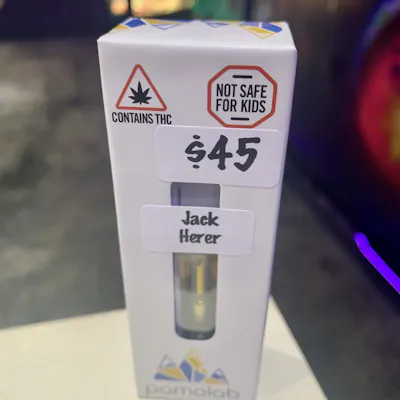 CONTAINS THC
NOT SAFE
FOR KIDS
$45
Jack
Herer
pamolab